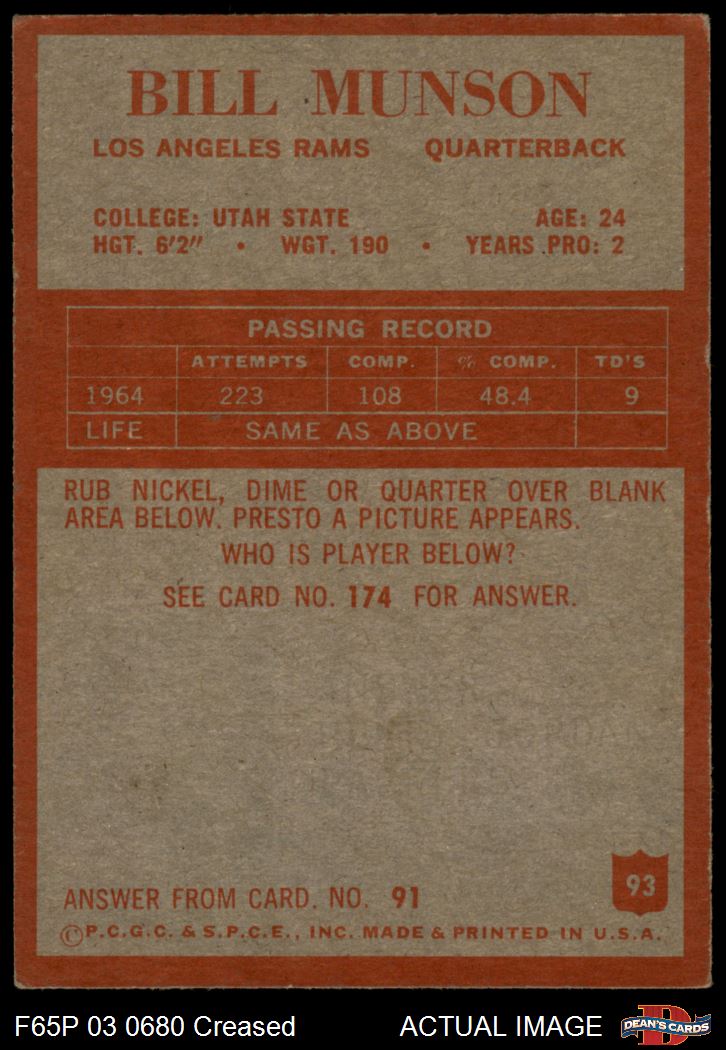 BILL MUNSON
LOS ANGELES RAMS QUARTERBACK
COLLEGE: UTAH STATE AGE: 24
HGT. 6'2" • WGT. 190 • YEARS PRO: 2
PASSING RECORD
ATTEMPTS COMP. % COMP. TD'S
1964 223 108 48.4 9
LIFE SAME AS ABOVE
RUB NICKEL, DIME OR QUARTER OVER BLANK
AREA BELOW. PRESTO A PICTURE APPEARS.
WHO IS PLAYER BELOW?
SEE CARD NO. 174 FOR ANSWER.
JORDAN
93
ANSWER FROM CARD. NO. 91
©P.C.G.C. & S.P.C.E., INC. MADE & PRINTED IN U.S.A.
F65P 03 0680 Creased ACTUAL IMAGE
D
DEAN'S CARDS